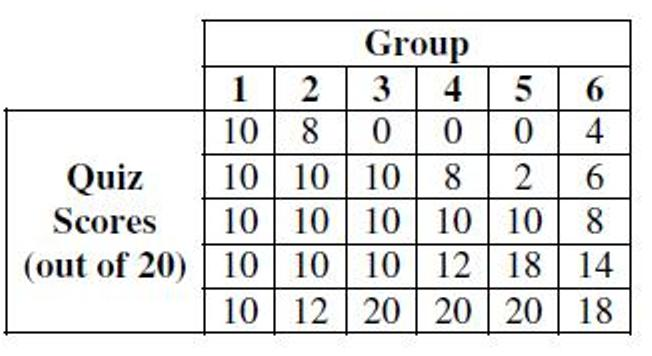 Group
1 2 3 4 5 6
10 8 0 0 0 4
Quiz 10 10 10 8 2 6
Scores 10 10 10 10 10 8
(out of 20) 10 10 10 12 18 14
10 12 20 20 20 18